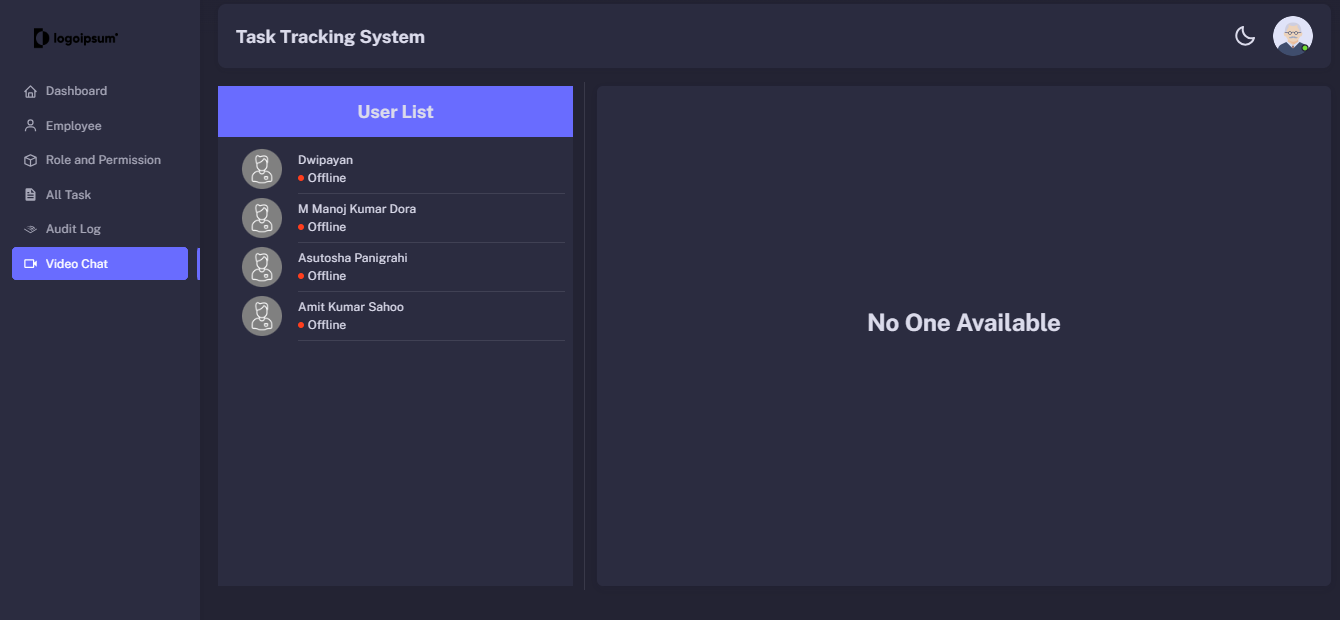 logoipsum
Dashboard
Employee
Role and Permission
All Task
Audit Log
Video Chat
Task Tracking System
User List
Dwipayan
Offline
M Manoj Kumar Dora
Offline
Asutosha Panigrahi
Offline
Amit Kumar Sahoo
Offline
No One Available